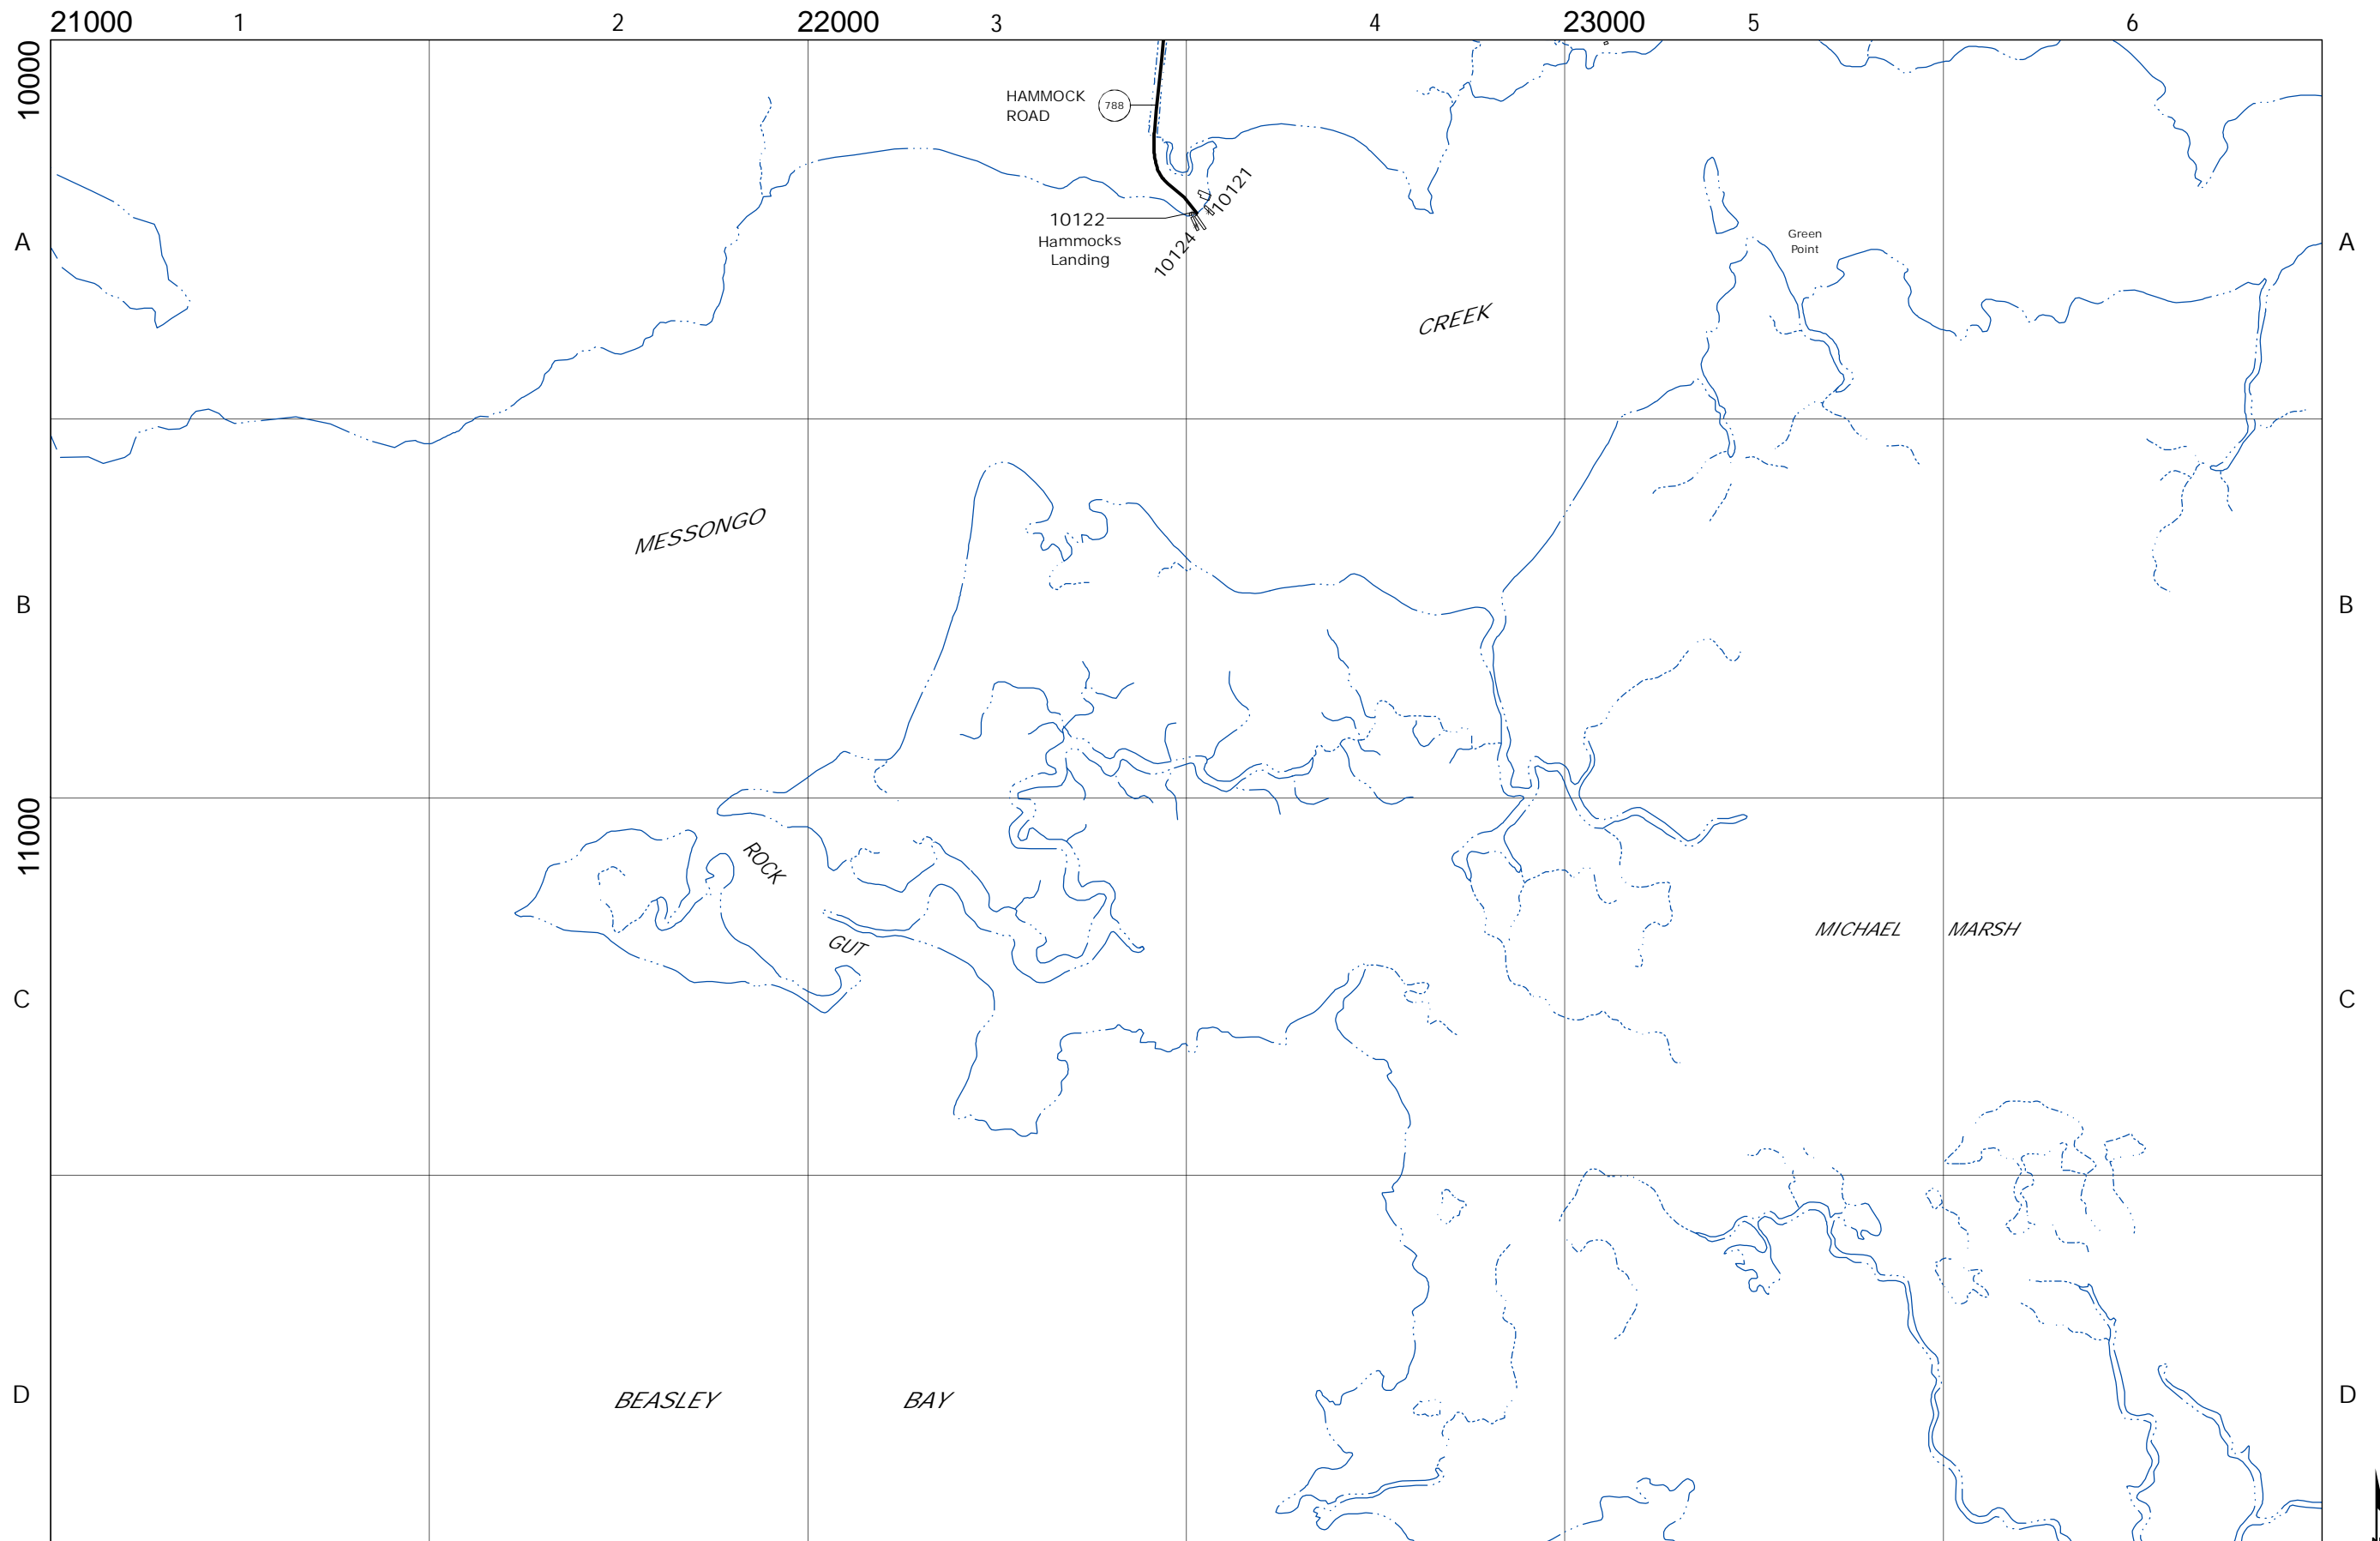 21000 1 2 22000 3 4 23000 5 6
10000
HAMMOCK
ROAD
788
10121
10122
Hammocks
Landing
10124
A
Green
Point
A
CREEK
MESSONGO
B
B
11000
ROCK
GUT
MICHAEL MARSH
C
C
D
BEASLEY BAY
D